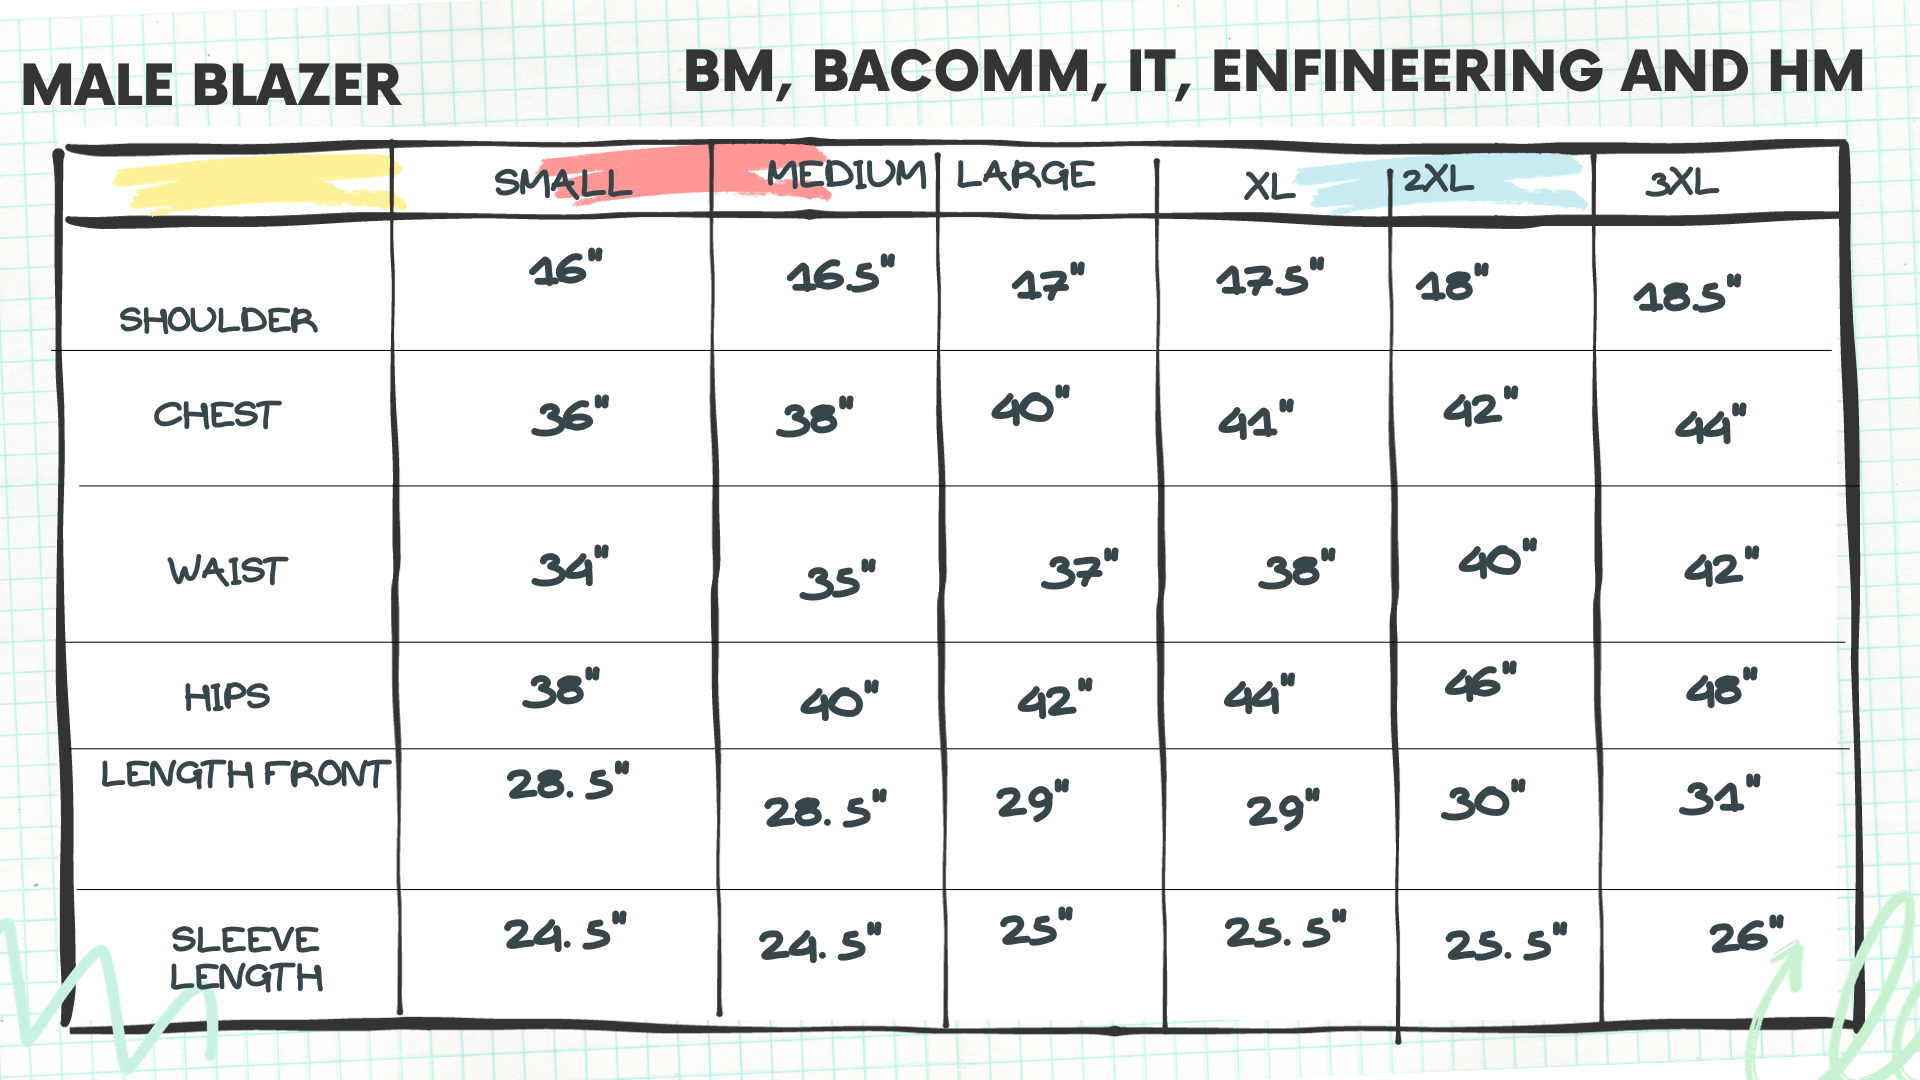 MALE BLAZER
BM, BACOMM, IT, ENFINEERING AND HM
SMALL MEDIUM LARGE XL 2XL 3XL
SHOULDER 16" 16.5" 17" 17.5" 18" 18.5"
CHEST 36" 38" 40" 41" 42" 44"
WAIST 34" 35" 37" 38" 40" 42"
HIPS 38" 40" 42" 44" 46" 48"
LENGTH FRONT 28. 5" 28. 5" 29" 29" 30" 31"
SLEEVE
LENGTH 24. 5" 24. 5" 25" 25. 5" 25. 5" 26"